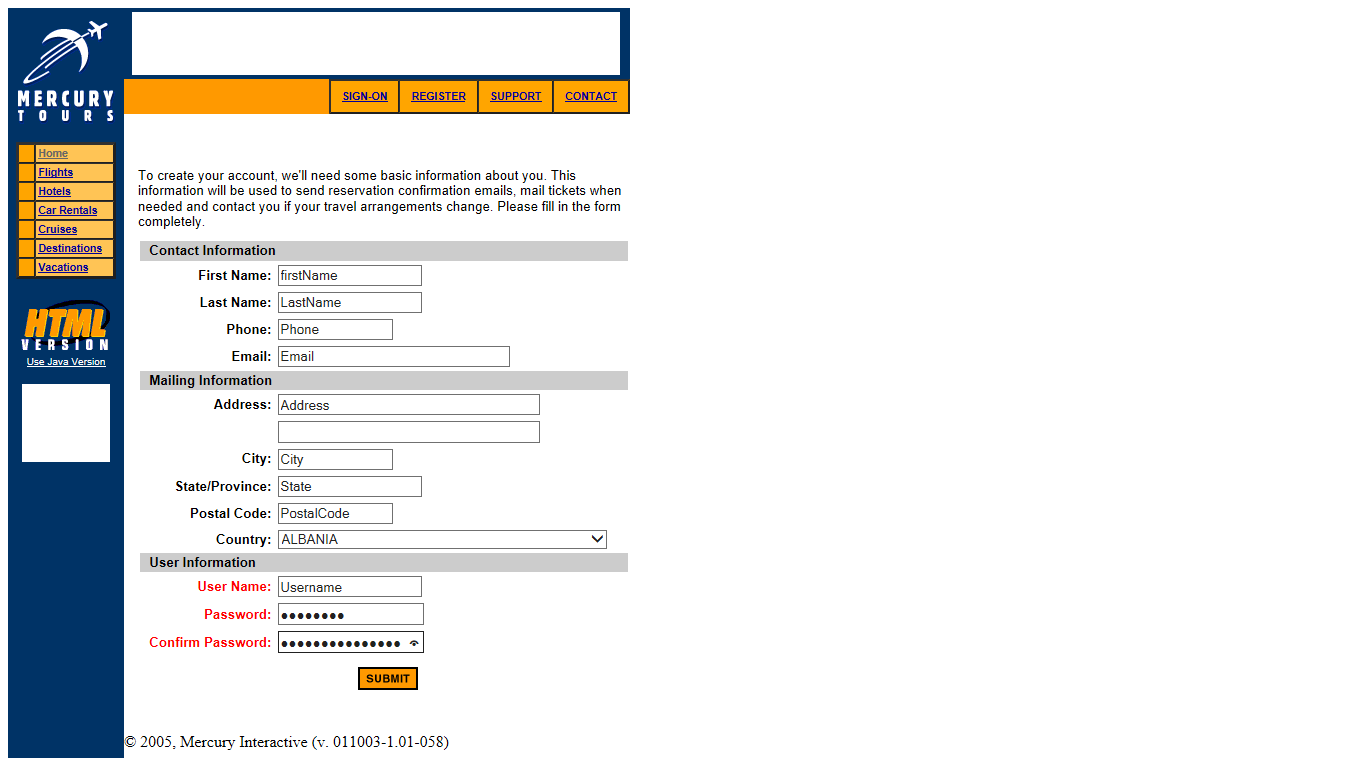 MERCURY
TOURS
SIGN-ON REGISTER SUPPORT CONTACT
Home
Flights
Hotels
Car Rentals
Cruises
Destinations
Vacations
HTML
VERSION
Use Java Version
To create your account, we'll need some basic information about you. This
information will be used to send reservation confirmation emails, mail tickets when
needed and contact you if your travel arrangements change. Please fill in the form
completely.
Contact Information
First Name: firstName
Last Name: LastName
Phone: Phone
Email: Email
Mailing Information
Address: Address
City: City
State/Province: State
Postal Code: PostalCode
Country: ALBANIA
User Information
User Name: Username
Password: ●●●●●●●●
Confirm Password: ●●●●●●●●●●●●●●●
SUBMIT
© 2005, Mercury Interactive (v. 011003-1.01-058)